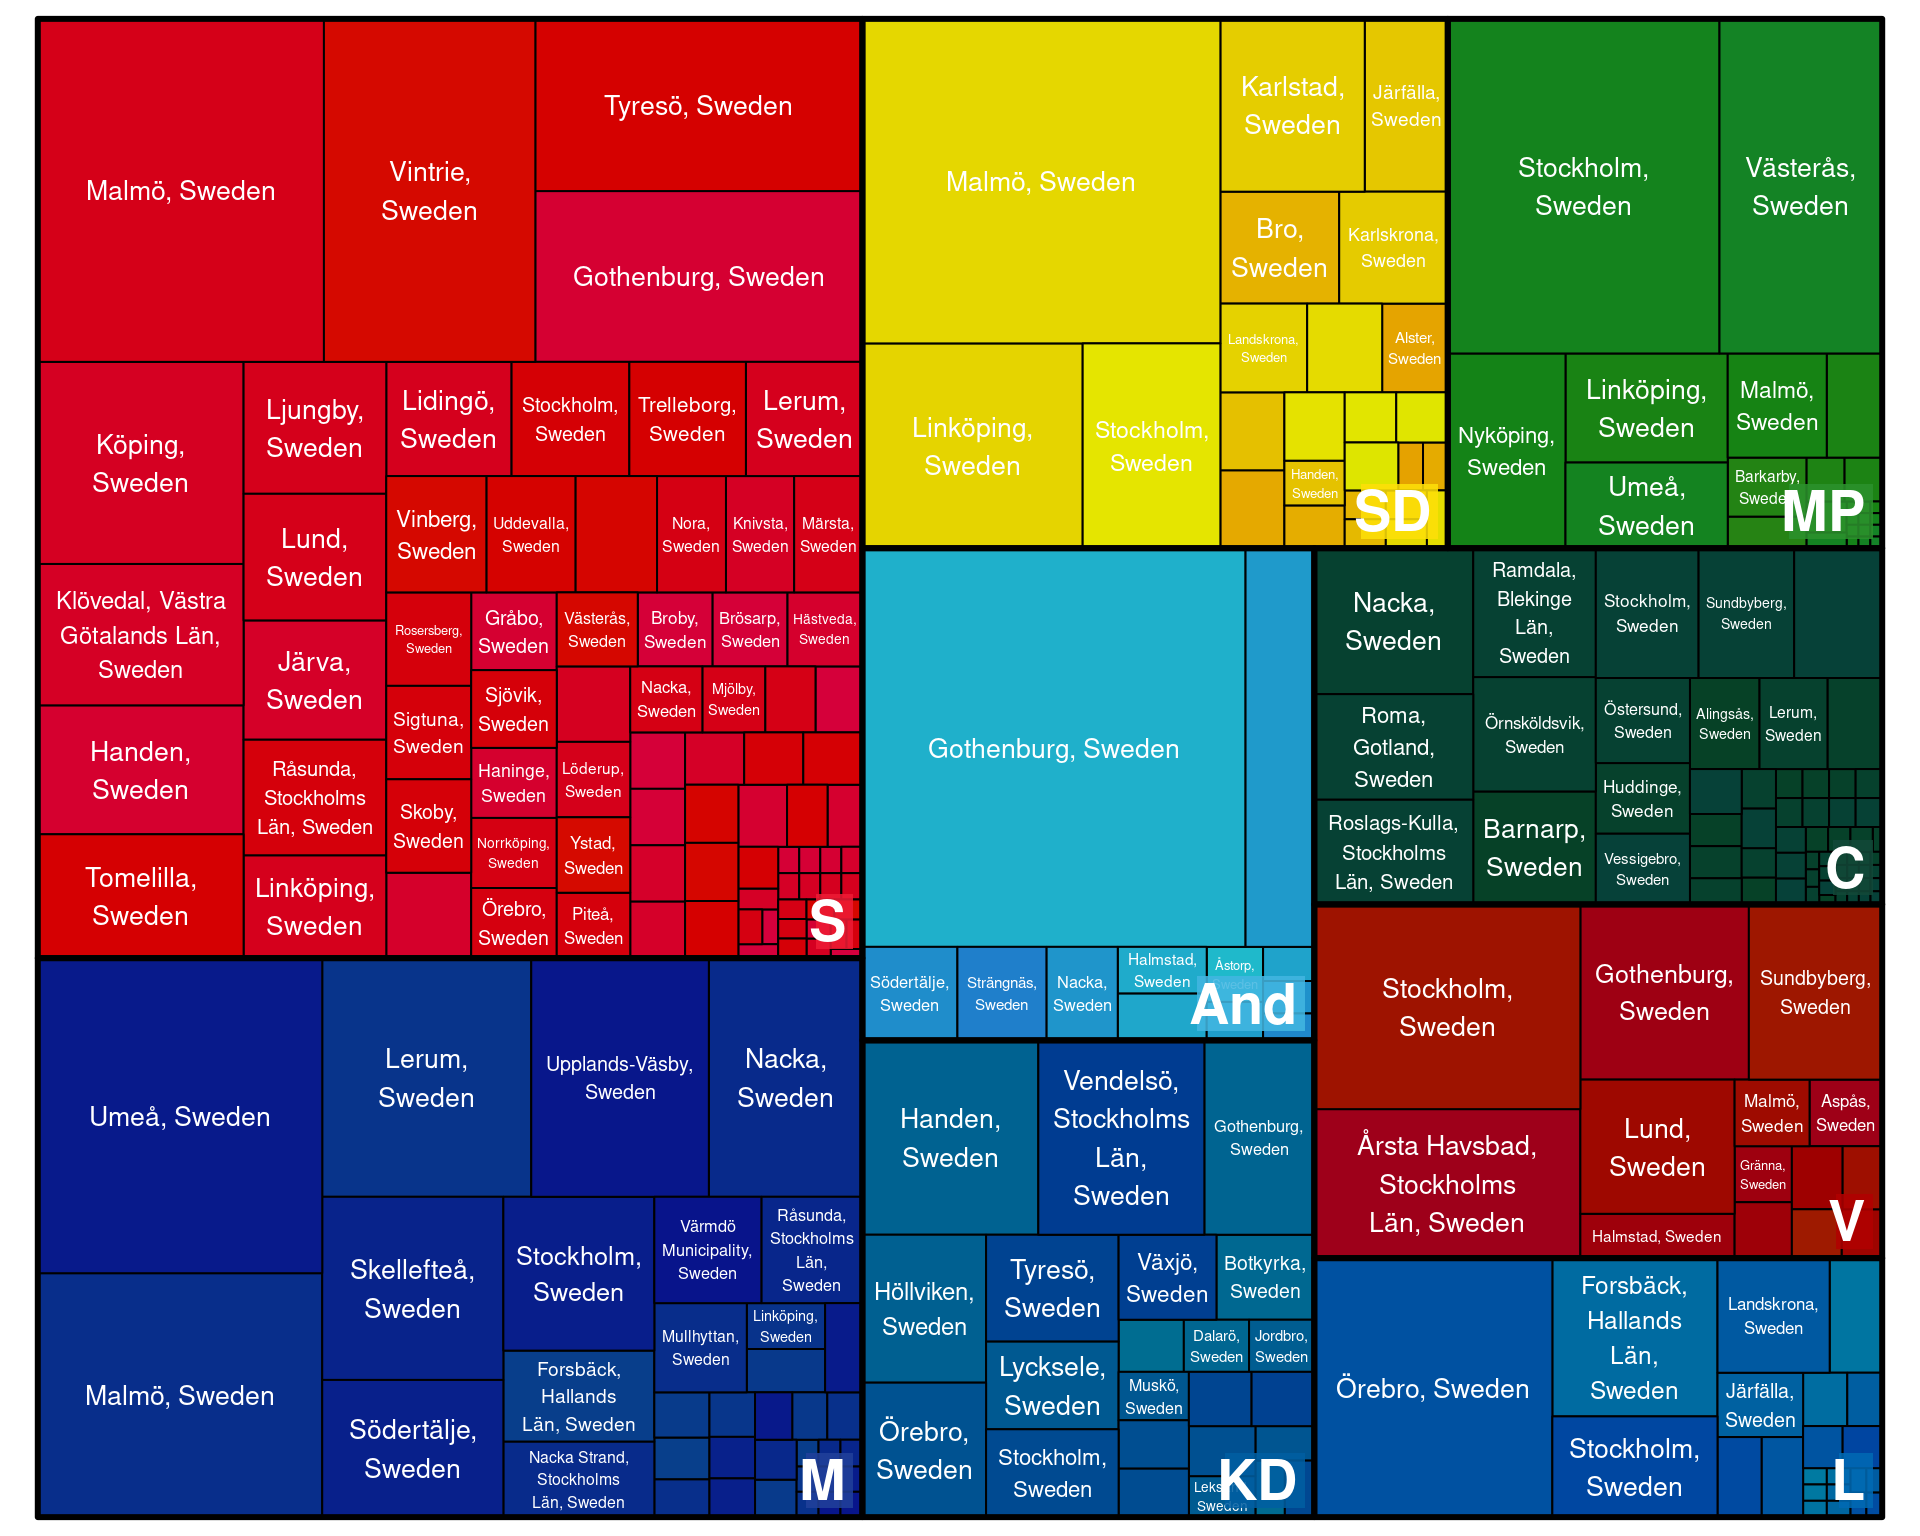 Malmö, Sweden
Vintrie,
Sweden
Tyresö, Sweden
Gothenburg, Sweden
Köping,
Sweden
Klövedal, Västra
Götalands Län,
Sweden
Handen,
Sweden
Tomelilla,
Sweden
Ljungby,
Sweden
Lund,
Sweden
Järva,
Sweden
Råsunda,
Stockholms
Län, Sweden
Linköping,
Sweden
Lidingö,
Sweden
Stockholm,
Sweden
Trelleborg,
Sweden
Lerum,
Sweden
Vinberg,
Sweden
Uddevalla,
Sweden
Nora,
Sweden
Knivsta,
Sweden
Märsta,
Sweden
Rosersberg,
Sweden
Sigtuna,
Sweden
Skoby,
Sweden
Gråbo,
Sweden
Sjövik,
Sweden
Haninge,
Sweden
Norrköping,
Sweden
Örebro,
Sweden
Västerås,
Sweden
Broby,
Sweden
Brösarp,
Sweden
Hästveda,
Sweden
Löderup,
Sweden
Ystad,
Sweden
Piteå,
Sweden
Nacka,
Sweden
Mjölby,
Sweden
S
Malmö, Sweden
Linköping,
Sweden
Stockholm,
Sweden
Karlstad,
Sweden
Järfälla,
Sweden
Bro,
Sweden
Karlskrona,
Sweden
Landskrona,
Sweden
Alster,
Sweden
Handen,
Sweden
SD
Stockholm,
Sweden
Västerås,
Sweden
Nyköping,
Sweden
Linköping,
Sweden
Umeå,
Sweden
Malmö,
Sweden
Barkarby,
Sweden
MP
Gothenburg, Sweden
Södertälje,
Sweden
Strängnäs,
Sweden
Nacka,
Sweden
Halmstad,
Sweden
Åstorp,
Sweden
And
Nacka,
Sweden
Roma,
Gotland,
Sweden
Roslags-Kulla,
Stockholms
Län, Sweden
Ramdala,
Blekinge
Län,
Sweden
Örnsköldsvik,
Sweden
Barnarp,
Sweden
Stockholm,
Sweden
Sundbyberg,
Sweden
Östersund,
Sweden
Alingsås,
Sweden
Lerum,
Sweden
Huddinge,
Sweden
Vessigebro,
Sweden
C
Stockholm,
Sweden
Årsta Havsbad,
Stockholms
Län, Sweden
Gothenburg,
Sweden
Sundbyberg,
Sweden
Lund,
Sweden
Halmstad, Sweden
Malmö,
Sweden
Aspås,
Sweden
Gränna,
Sweden
V
Umeå, Sweden
Malmö, Sweden
Lerum,
Sweden
Upplands-Väsby,
Sweden
Nacka,
Sweden
Skellefteå,
Sweden
Södertälje,
Sweden
Stockholm,
Sweden
Forsbäck,
Hallands
Län, Sweden
Nacka Strand,
Stockholms
Län, Sweden
Värmdö
Municipality,
Sweden
Råsunda,
Stockholms
Län,
Sweden
Mullhyttan,
Sweden
Linköping,
Sweden
M
Handen,
Sweden
Vendelsö,
Stockholms
Län,
Sweden
Gothenburg,
Sweden
Höllviken,
Sweden
Örebro,
Sweden
Tyresö,
Sweden
Lycksele,
Sweden
Stockholm,
Sweden
Växjö,
Sweden
Botkyrka,
Sweden
Dalarö,
Sweden
Jordbro,
Sweden
Muskö,
Sweden
Sweden
KD
Örebro, Sweden
Forsbäck,
Hallands
Län,
Sweden
Stockholm,
Sweden
Landskrona,
Sweden
Järfälla,
Sweden
L